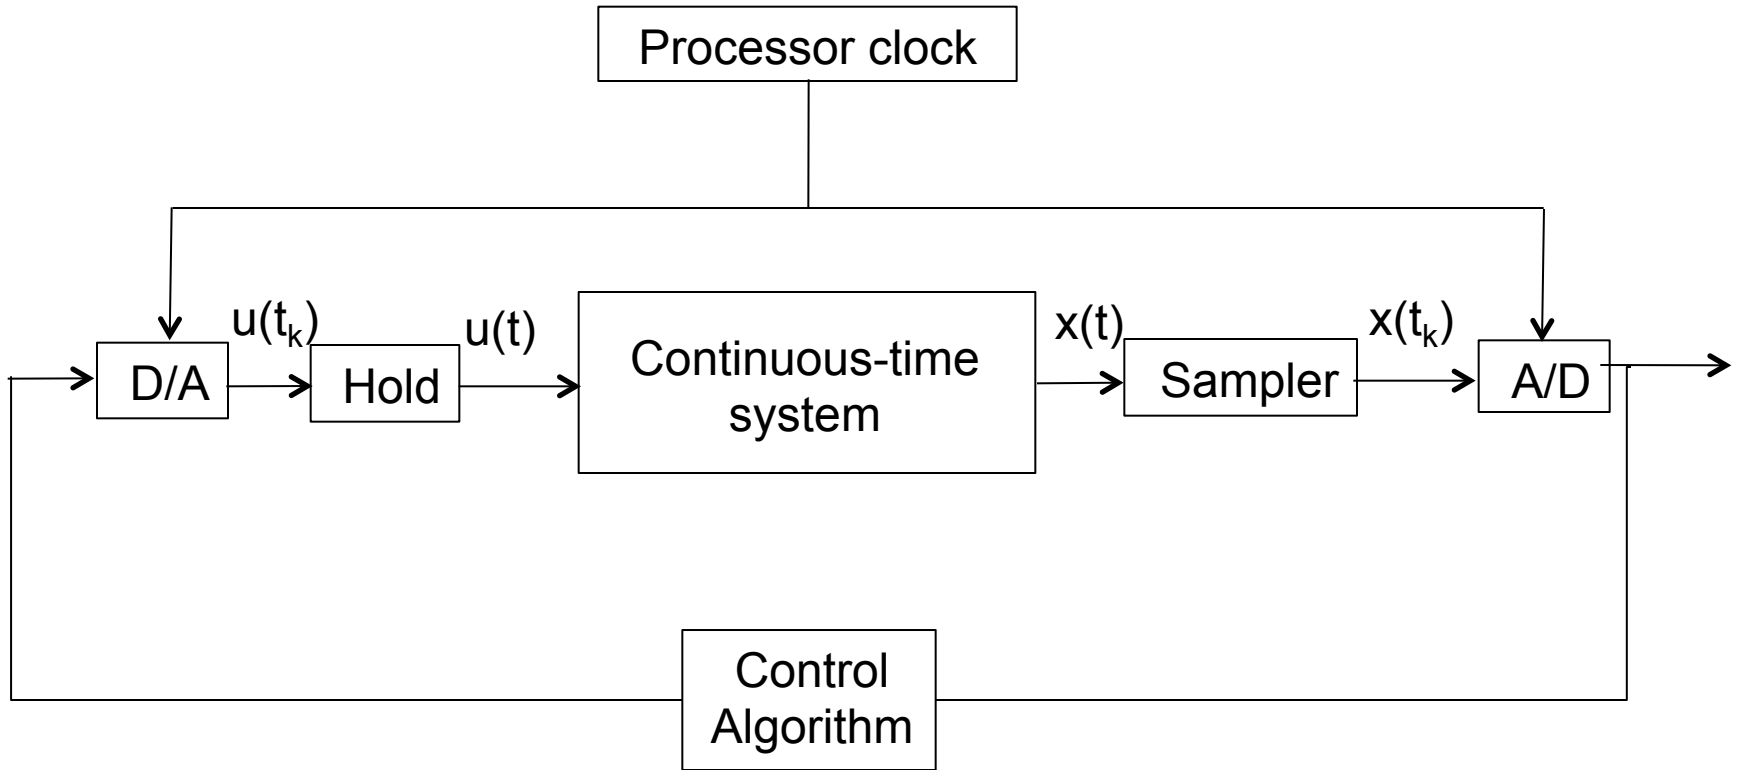 Processor clock
u(tₖ)
u(t)
x(t)
x(tₖ)
D/A
Hold
Continuous-time
system
Sampler
A/D
Control
Algorithm